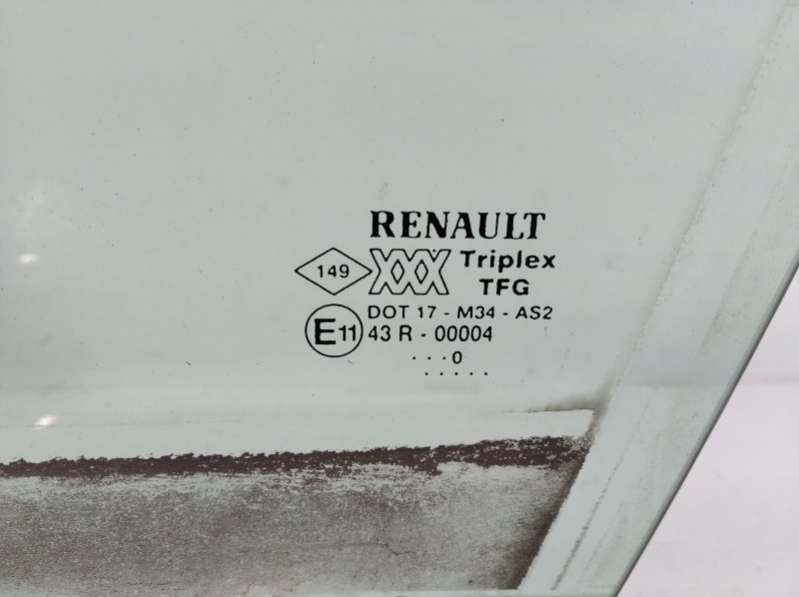 RENAULT
149 XXX Triplex
TFG
DOT 17 - M34 - AS2
E11 43 R - 00004
. . . 0
. . . . .